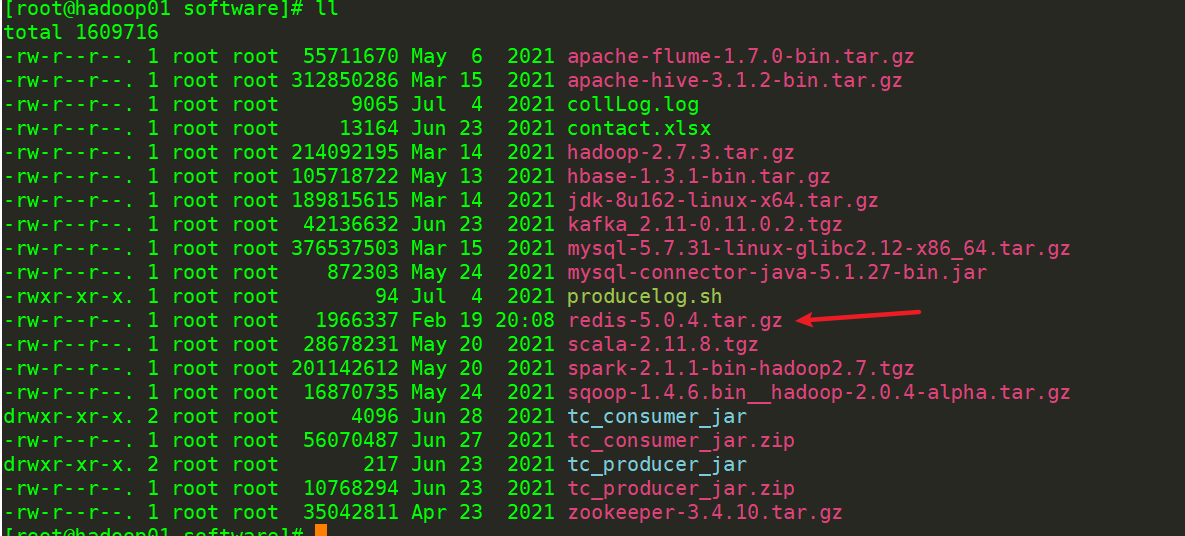 [root@hadoop01 software]# ll
total 1609716
-rw-r--r--. 1 root root  55711670 May  6  2021 apache-flume-1.7.0-bin.tar.gz
-rw-r--r--. 1 root root 312850286 Mar 15  2021 apache-hive-3.1.2-bin.tar.gz
-rw-r--r--. 1 root root      9065 Jul  4  2021 collLog.log
-rw-r--r--. 1 root root     13164 Jun 23  2021 contact.xlsx
-rw-r--r--. 1 root root 214092195 Mar 14  2021 hadoop-2.7.3.tar.gz
-rw-r--r--. 1 root root 105718722 May 13  2021 hbase-1.3.1-bin.tar.gz
-rw-r--r--. 1 root root 189815615 Mar 14  2021 jdk-8u162-linux-x64.tar.gz
-rw-r--r--. 1 root root  42136632 Jun 23  2021 kafka_2.11-0.11.0.2.tgz
-rw-r--r--. 1 root root 376537503 Mar 15  2021 mysql-5.7.31-linux-glibc2.12-x86_64.tar.gz
-rw-r--r--. 1 root root    872303 May 24  2021 mysql-connector-java-5.1.27-bin.jar
-rwxr-xr-x. 1 root root        94 Jul  4  2021 producelog.sh
-rw-r--r--. 1 root root   1966337 Feb 19 20:08 redis-5.0.4.tar.gz
-rw-r--r--. 1 root root  28678231 May 20  2021 scala-2.11.8.tgz
-rw-r--r--. 1 root root 201142612 May 20  2021 spark-2.1.1-bin-hadoop2.7.tgz
-rw-r--r--. 1 root root  16870735 May 24  2021 sqoop-1.4.6.bin__hadoop-2.0.4-alpha.tar.gz
drwxr-xr-x. 2 root root      4096 Jun 28  2021 tc_consumer_jar
-rw-r--r--. 1 root root  56070487 Jun 27  2021 tc_consumer_jar.zip
drwxr-xr-x. 2 root root       217 Jun 23  2021 tc_producer_jar
-rw-r--r--. 1 root root  10768294 Jun 23  2021 tc_producer_jar.zip
-rw-r--r--. 1 root root  35042811 Apr 23  2021 zookeeper-3.4.10.tar.gz
[root@hadoop01 software]#